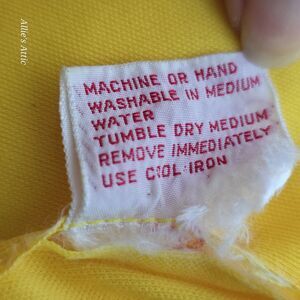 Allie's Attic
MACHINE OR HAND
WASHABLE IN MEDIUM
WATER
TUMBLE DRY MEDIUM
REMOVE IMMEDIATELY
USE COOL IRON